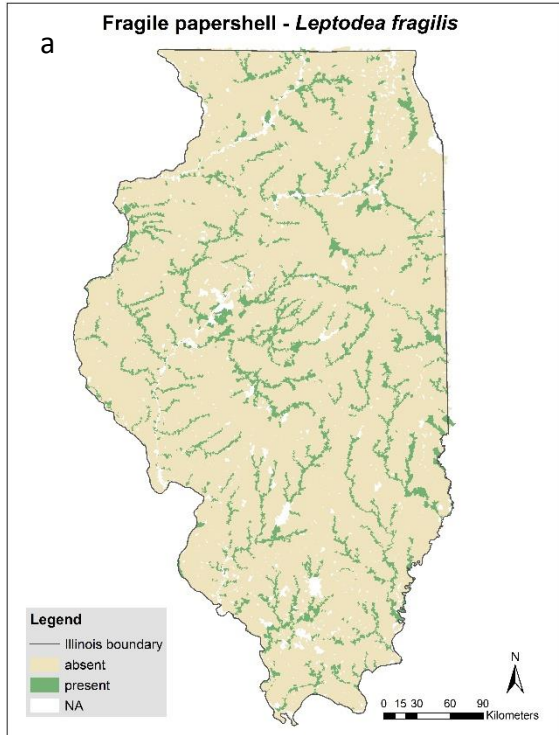 Fragile papershell - Leptodea fragilis
a
Legend
Illinois boundary
absent
present
NA
N
0 15 30 60 90
Kilometers